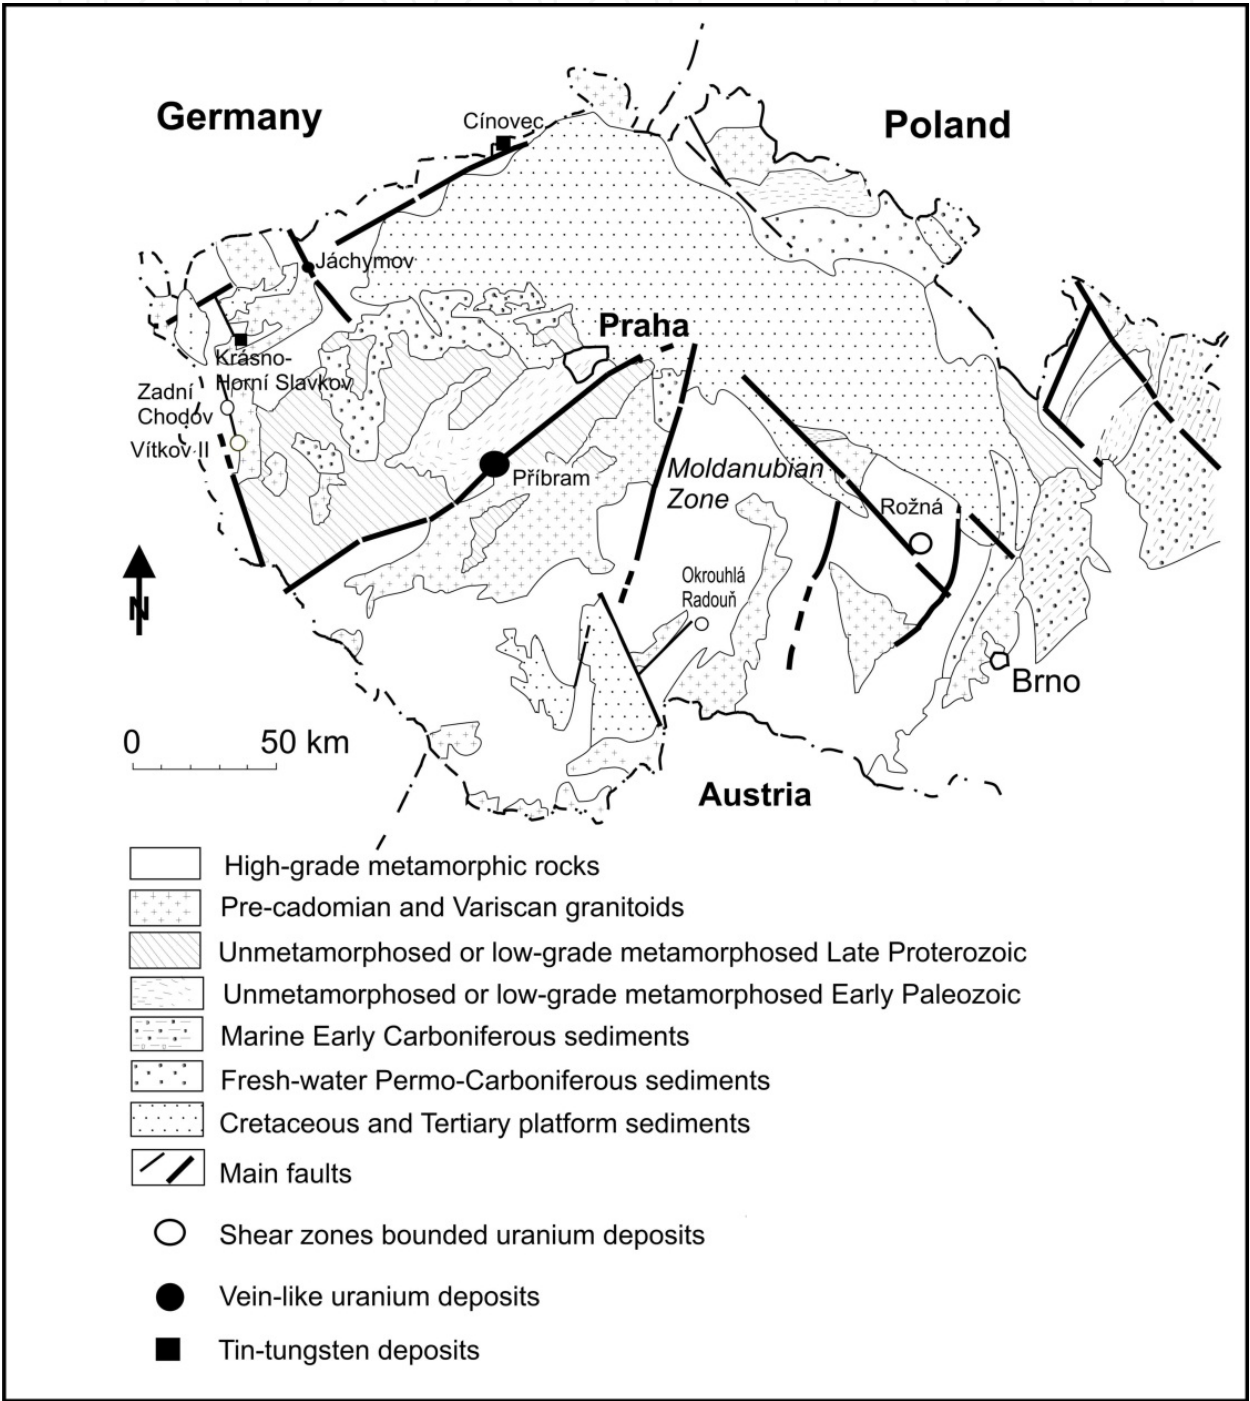 Germany
Poland
Cínovec
Jáchymov
Praha
Krásno-
Horní Slavkov
Zadní
Chodov
Vítkov II
Příbram
Moldanubian
Zone
Rožná
Okrouhlá
Radouň
N
Brno
0 50 km
Austria
High-grade metamorphic rocks
Pre-cadomian and Variscan granitoids
Unmetamorphosed or low-grade metamorphosed Late Proterozoic
Unmetamorphosed or low-grade metamorphosed Early Paleozoic
Marine Early Carboniferous sediments
Fresh-water Permo-Carboniferous sediments
Cretaceous and Tertiary platform sediments
Main faults
Shear zones bounded uranium deposits
Vein-like uranium deposits
Tin-tungsten deposits